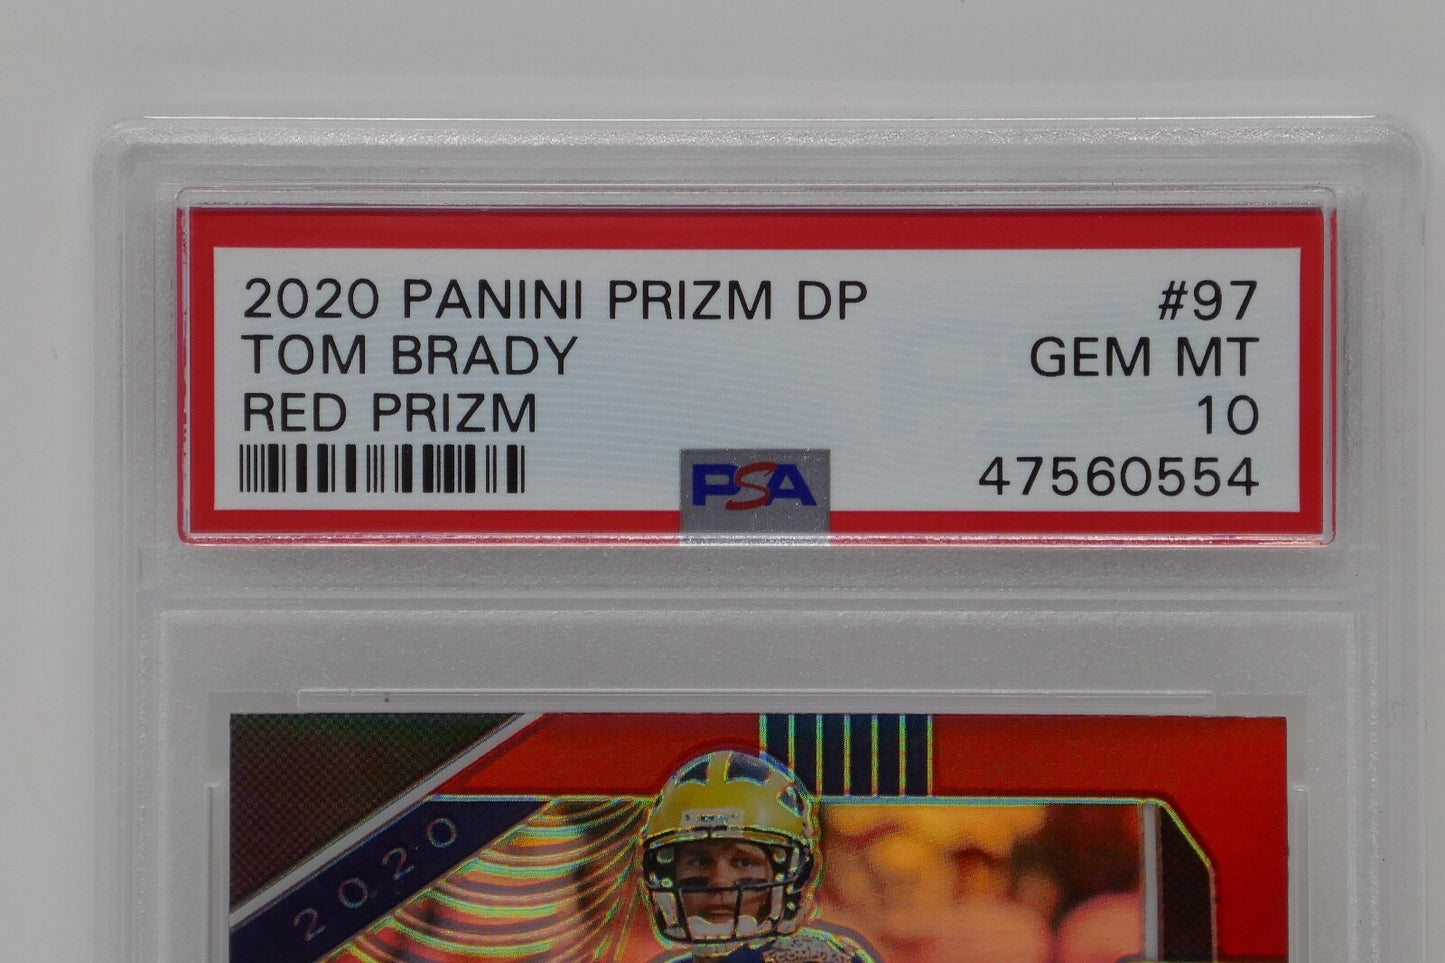 2020 PANINI PRIZM DP #97
TOM BRADY GEM MT
RED PRIZM 10
PSA 47560554
2020